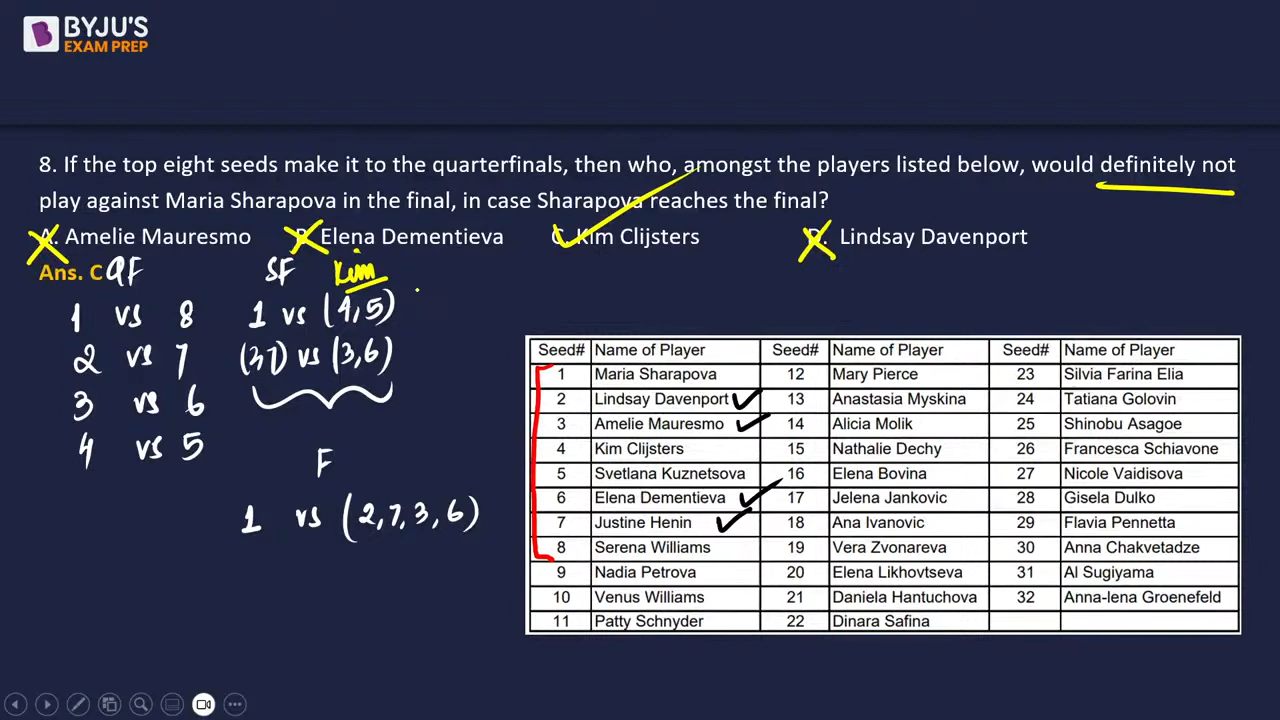 BYJU'S
EXAM PREP
8. If the top eight seeds make it to the quarterfinals, then who, amongst the players listed below, would definitely not
play against Maria Sharapova in the final, in case Sharapova reaches the final?
A. Amelie Mauresmo B. Elena Dementieva C. Kim Clijsters D. Lindsay Davenport
Ans. C
QF SF Kim
1 vs 8 1 vs (4,5)
2 vs 7 (2,7) vs (3,6)
3 vs 6
4 vs 5
F
1 vs (2,7,3,6)
Seed# Name of Player Seed# Name of Player Seed# Name of Player
1 Maria Sharapova 12 Mary Pierce 23 Silvia Farina Elia
2 Lindsay Davenport 13 Anastasia Myskina 24 Tatiana Golovin
3 Amelie Mauresmo 14 Alicia Molik 25 Shinobu Asagoe
4 Kim Clijsters 15 Nathalie Dechy 26 Francesca Schiavone
5 Svetlana Kuznetsova 16 Elena Bovina 27 Nicole Vaidisova
6 Elena Dementieva 17 Jelena Jankovic 28 Gisela Dulko
7 Justine Henin 18 Ana Ivanovic 29 Flavia Pennetta
8 Serena Williams 19 Vera Zvonareva 30 Anna Chakvetadze
9 Nadia Petrova 20 Elena Likhovtseva 31 Al Sugiyama
10 Venus Williams 21 Daniela Hantuchova 32 Anna-lena Groenefeld
11 Patty Schnyder 22 Dinara Safina